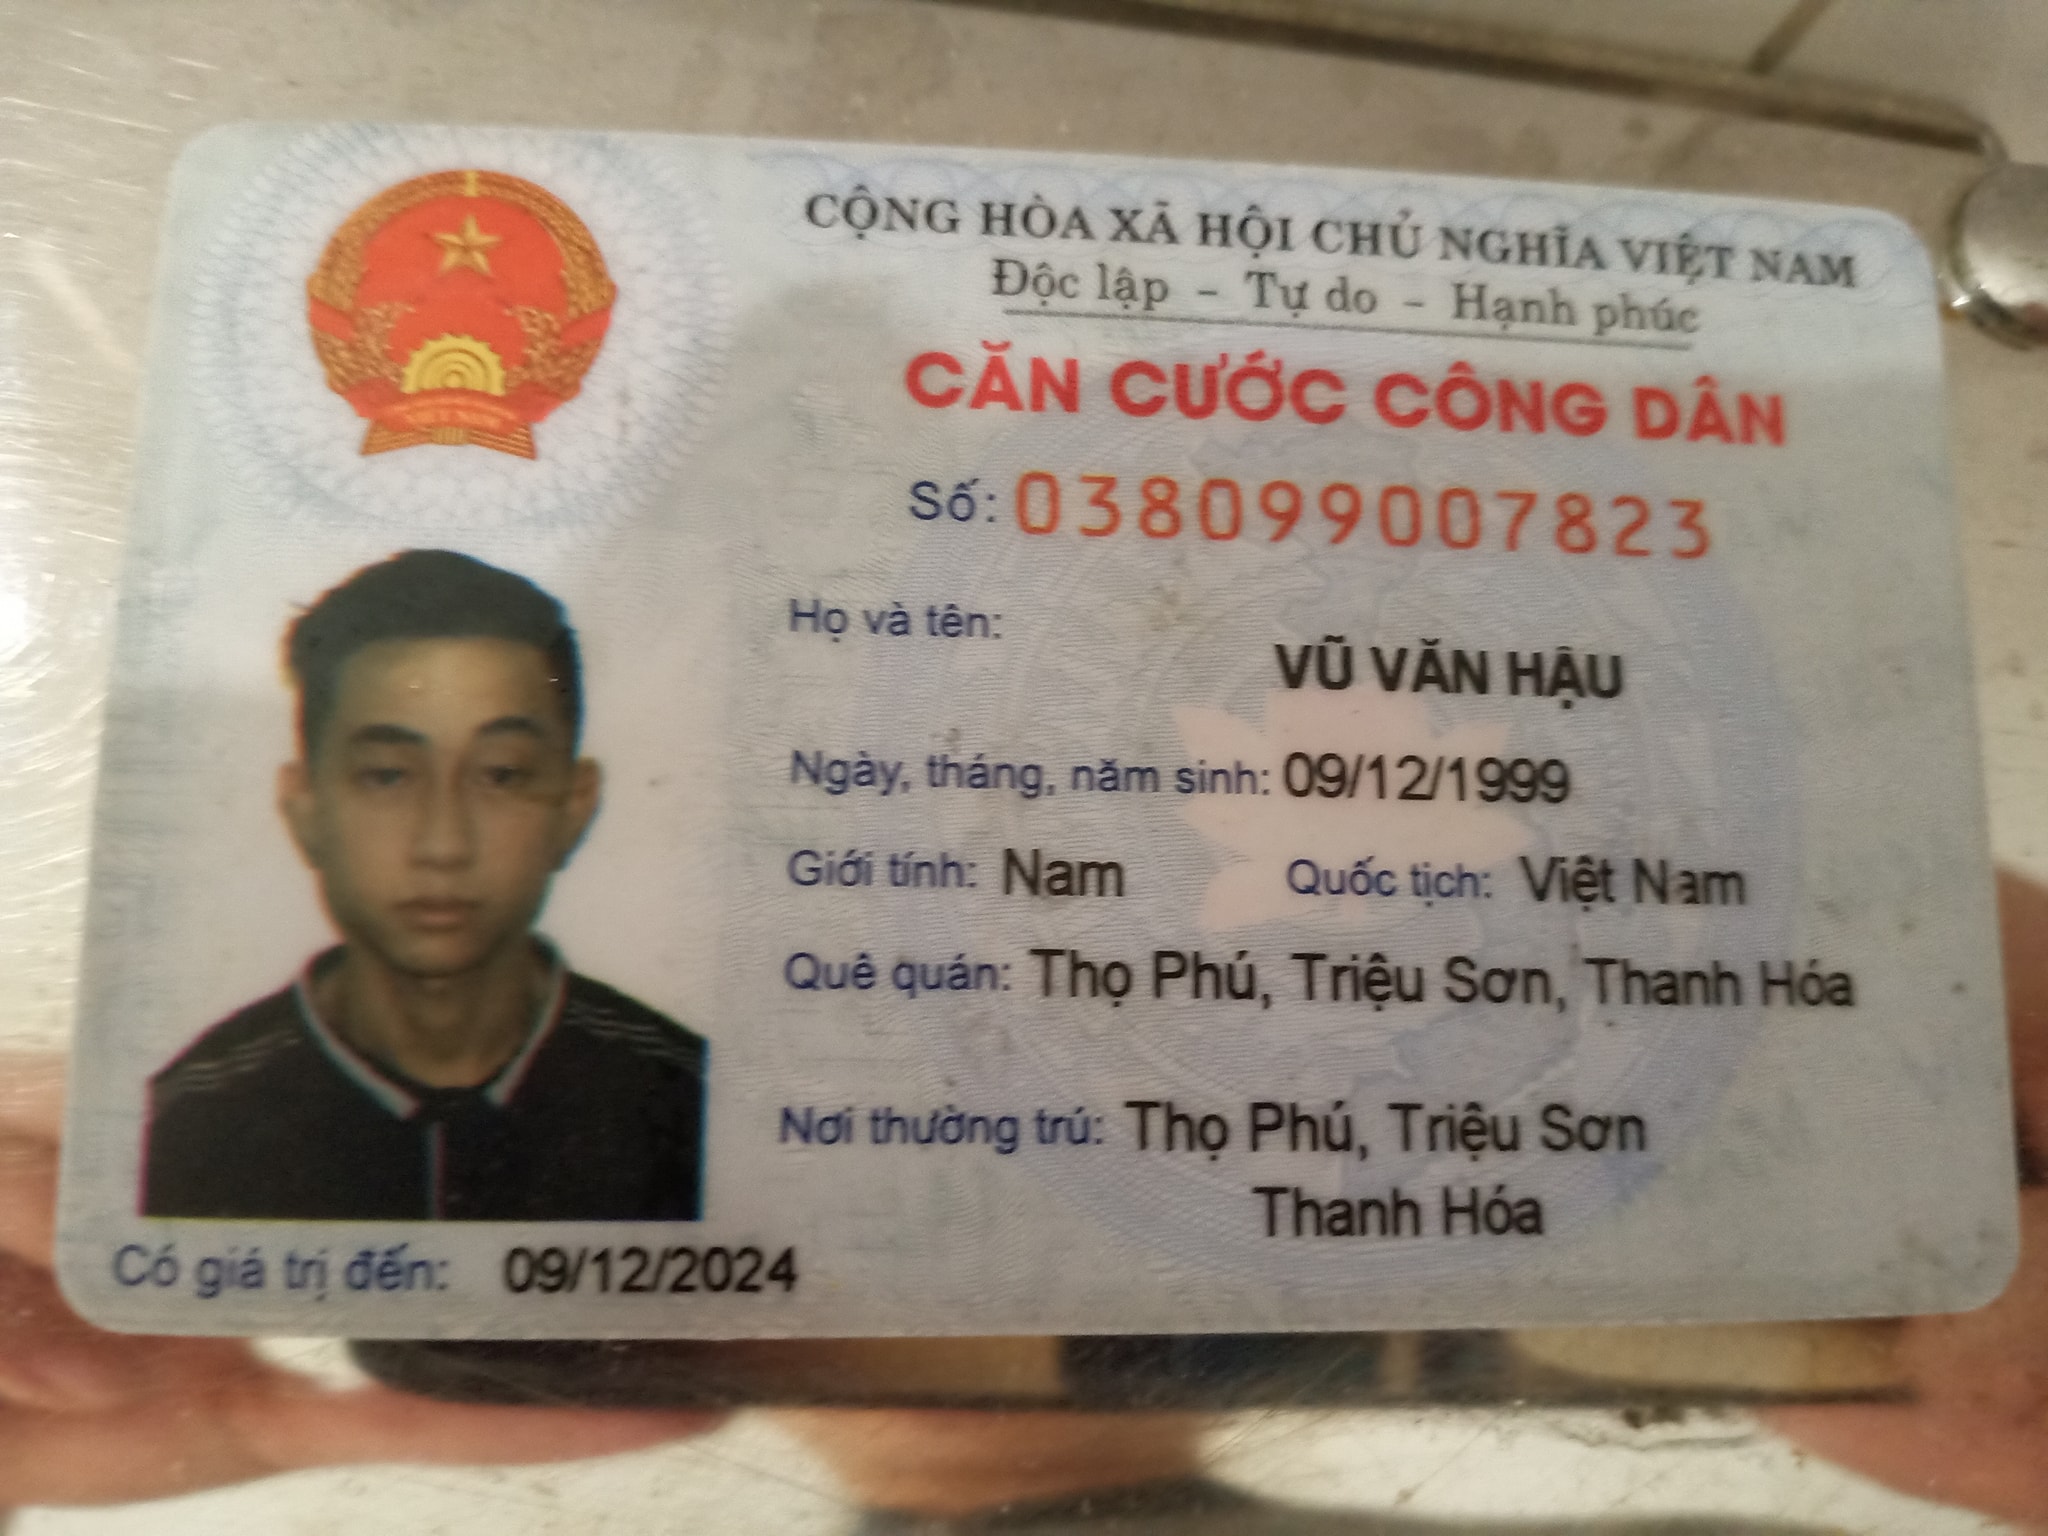 CỘNG HÒA XÃ HỘI CHỦ NGHĨA VIỆT NAM
Độc lập - Tự do - Hạnh phúc
CĂN CƯỚC CÔNG DÂN
Số: 038099007823
Họ và tên:
VŨ VĂN HẬU
Ngày, tháng, năm sinh: 09/12/1999
Giới tính: Nam Quốc tịch: Việt Nam
Quê quán: Thọ Phú, Triệu Sơn, Thanh Hóa
Nơi thường trú: Thọ Phú, Triệu Sơn
Thanh Hóa
Có giá trị đến: 09/12/2024